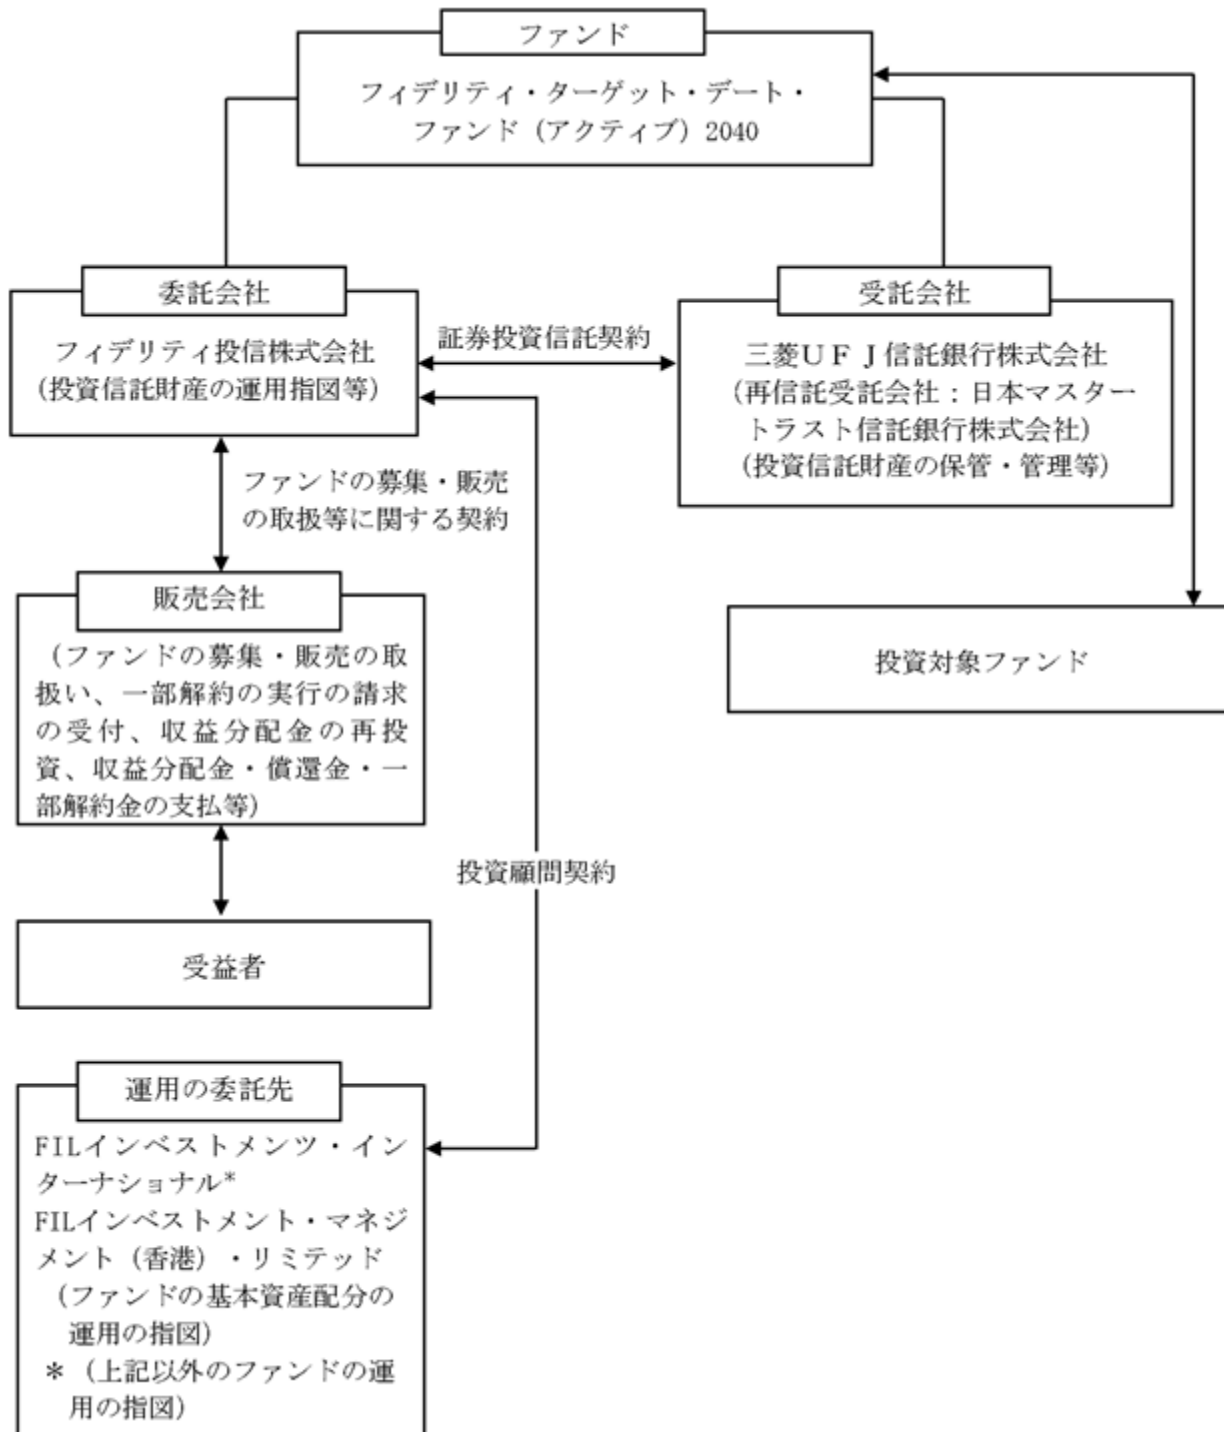 ファンド
フィデリティ・ターゲット・デート・
ファンド（アクティブ）2040
委託会社
フィデリティ投信株式会社
（投資信託財産の運用指図等）
証券投資信託契約
受託会社
三菱ＵＦＪ信託銀行株式会社
（再信託受託会社：日本マスター
トラスト信託銀行株式会社）
（投資信託財産の保管・管理等）
ファンドの募集・販売
の取扱等に関する契約
販売会社
（ファンドの募集・販売の取
扱い、一部解約の実行の請求
の受付、収益分配金の再投
資、収益分配金・償還金・一
部解約金の支払等）
投資対象ファンド
投資顧問契約
受益者
運用の委託先
FILインベストメンツ・イン
ターナショナル*
FILインベストメント・マネジ
メント（香港）・リミテッド
（ファンドの基本資産配分の
運用の指図）
＊（上記以外のファンドの運
用の指図）